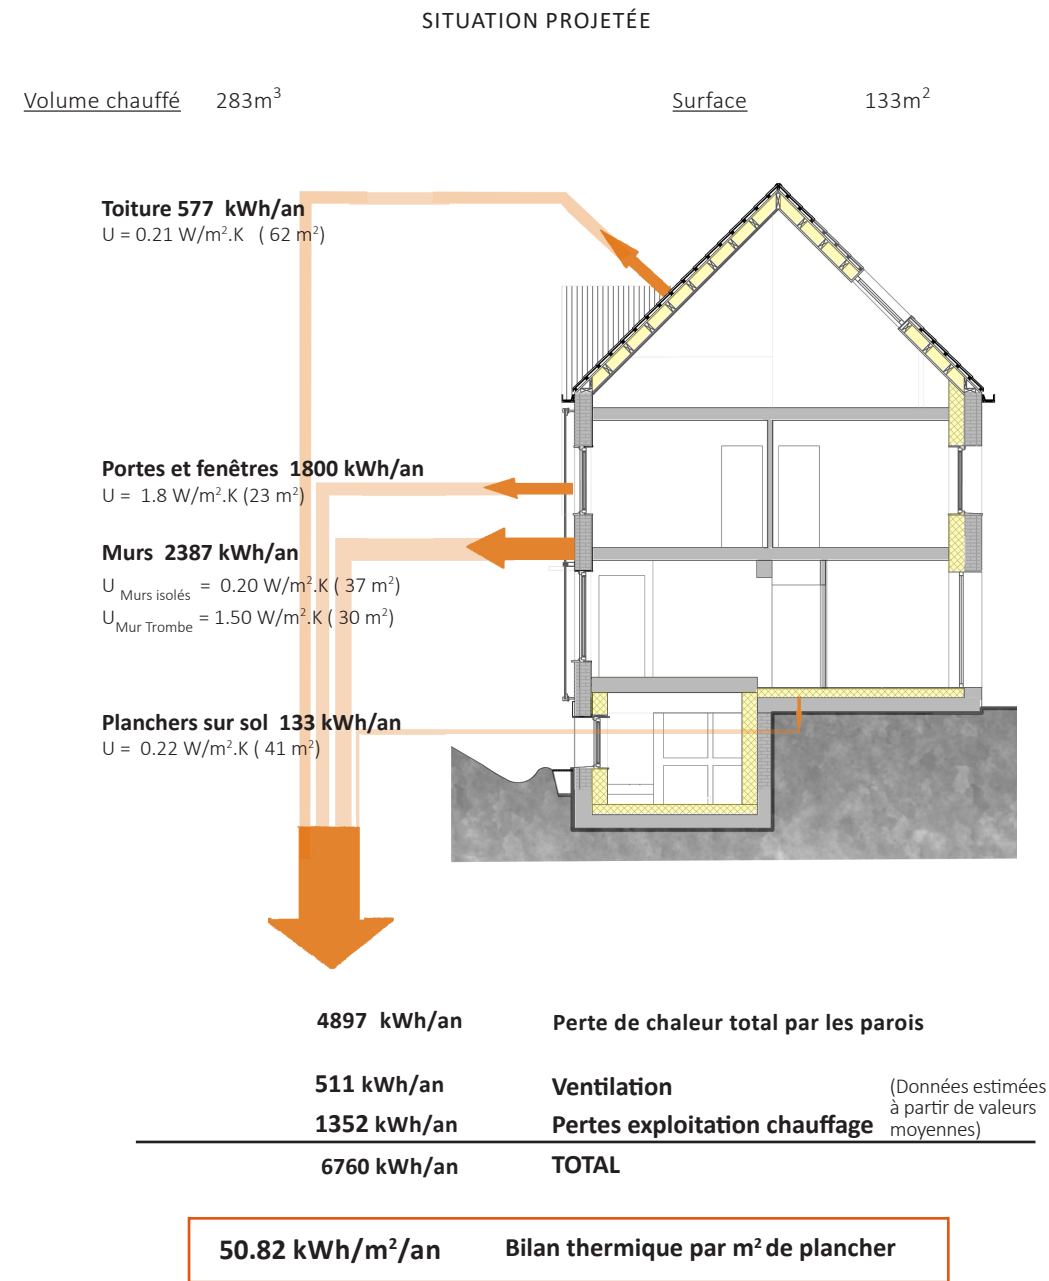 SITUATION PROJETÉE
Volume chauffé 283m³ Surface 133m²
Toiture 577 kWh/an
U = 0.21 W/m².K ( 62 m²)
Portes et fenêtres 1800 kWh/an
U = 1.8 W/m².K (23 m²)
Murs 2387 kWh/an
U Murs isolés = 0.20 W/m².K ( 37 m²)
U Mur Trombe = 1.50 W/m².K ( 30 m²)
Planchers sur sol 133 kWh/an
U = 0.22 W/m².K ( 41 m²)
4897 kWh/an Perte de chaleur total par les parois
511 kWh/an Ventilation
1352 kWh/an Pertes exploitation chauffage
(Données estimées
à partir de valeurs
moyennes)
6760 kWh/an TOTAL
50.82 kWh/m²/an Bilan thermique par m² de plancher